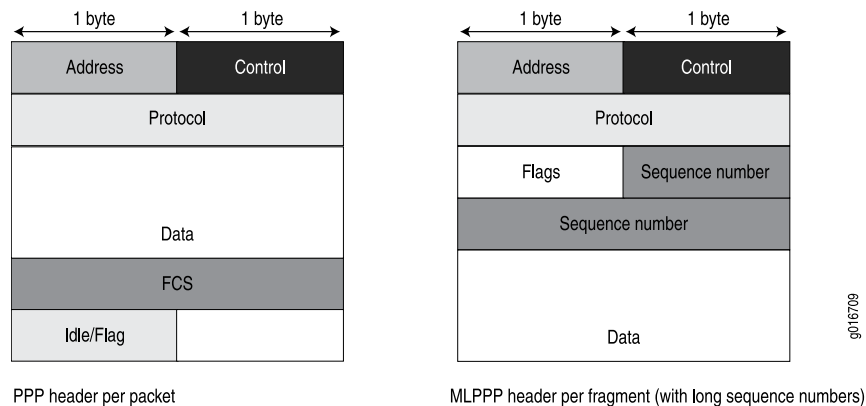 1 byte 1 byte
Address Control
Protocol
Data
FCS
Idle/Flag
PPP header per packet
1 byte 1 byte
Address Control
Protocol
Flags Sequence number
Sequence number
Data
MLPPP header per fragment (with long sequence numbers)
g016709